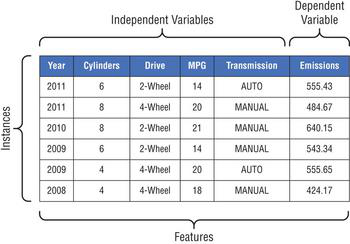 Independent Variables
Dependent
Variable
Year Cylinders Drive MPG Transmission Emissions
2011 6 2-Wheel 14 AUTO 555.43
2011 8 4-Wheel 20 MANUAL 484.67
2010 8 2-Wheel 21 MANUAL 640.15
2009 6 2-Wheel 14 MANUAL 543.34
2009 4 4-Wheel 20 AUTO 555.65
2008 4 4-Wheel 18 MANUAL 424.17
Instances
Features